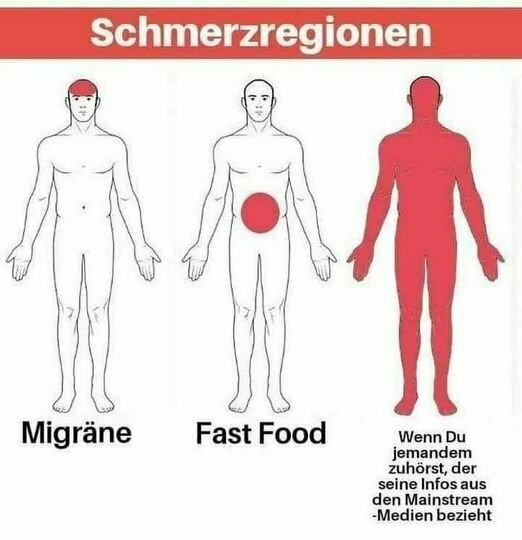 Schmerzregionen
Migräne
Fast Food
Wenn Du
jemandem
zuhörst, der
seine Infos aus
den Mainstream
-Medien bezieht